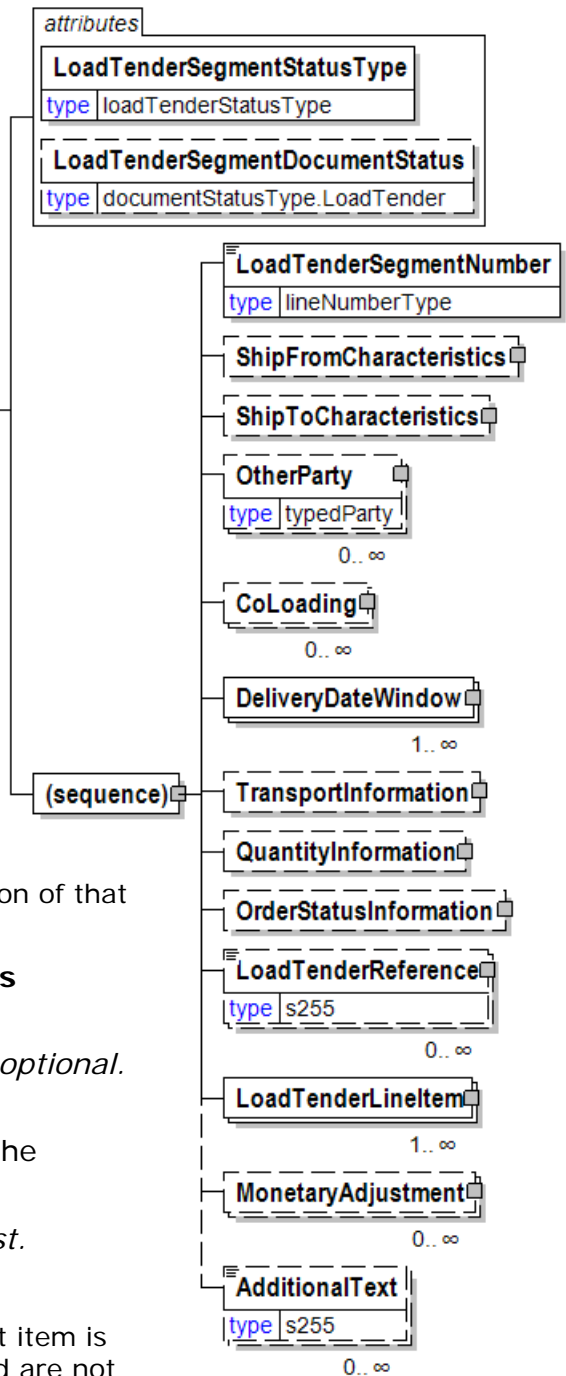 attributes
LoadTenderSegmentStatusType
type loadTenderStatusType
LoadTenderSegmentDocumentStatus
type documentStatusType.LoadTender
LoadTenderSegmentNumber
type lineNumberType
ShipFromCharacteristics
ShipToCharacteristics
OtherParty
type typedParty
0.. ∞
CoLoading
0.. ∞
DeliveryDateWindow
1.. ∞
(sequence)
TransportInformation
QuantityInformation
OrderStatusInformation
LoadTenderReference
type s255
0.. ∞
LoadTenderLineItem
1.. ∞
MonetaryAdjustment
0.. ∞
AdditionalText
type s255
0.. ∞
on of that
s
optional.
he
st.
t item is
d are not